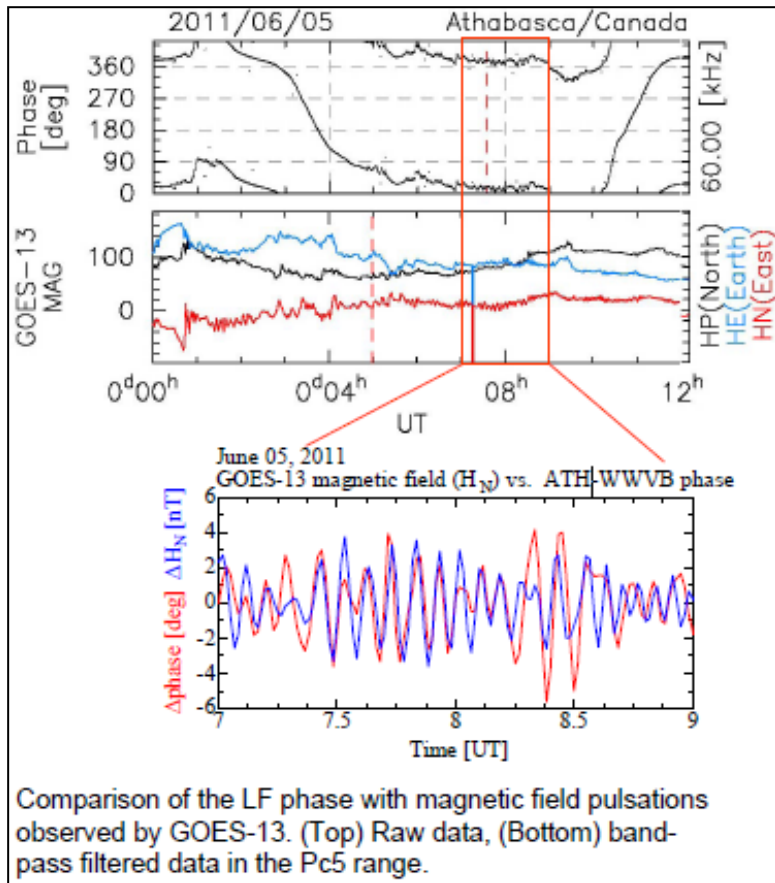 2011/06/05 Athabasca/Canada
Phase
[deg]
360
270
180
90
0
60.00 [kHz]
GOES-13
MAG
100
0
HP(North)
HE(Earth)
HN(East)
0ᵈ00ʰ 0ᵈ04ʰ 08ʰ 12ʰ
UT
June 05, 2011
GOES-13 magnetic field (H_N) vs. ATH-WWVB phase
Δphase [deg] ΔH_N [nT]
6
4
2
0
-2
-4
-6
7 7.5 8 8.5 9
Time [UT]
Comparison of the LF phase with magnetic field pulsations
observed by GOES-13. (Top) Raw data, (Bottom) band-
pass filtered data in the Pc5 range.